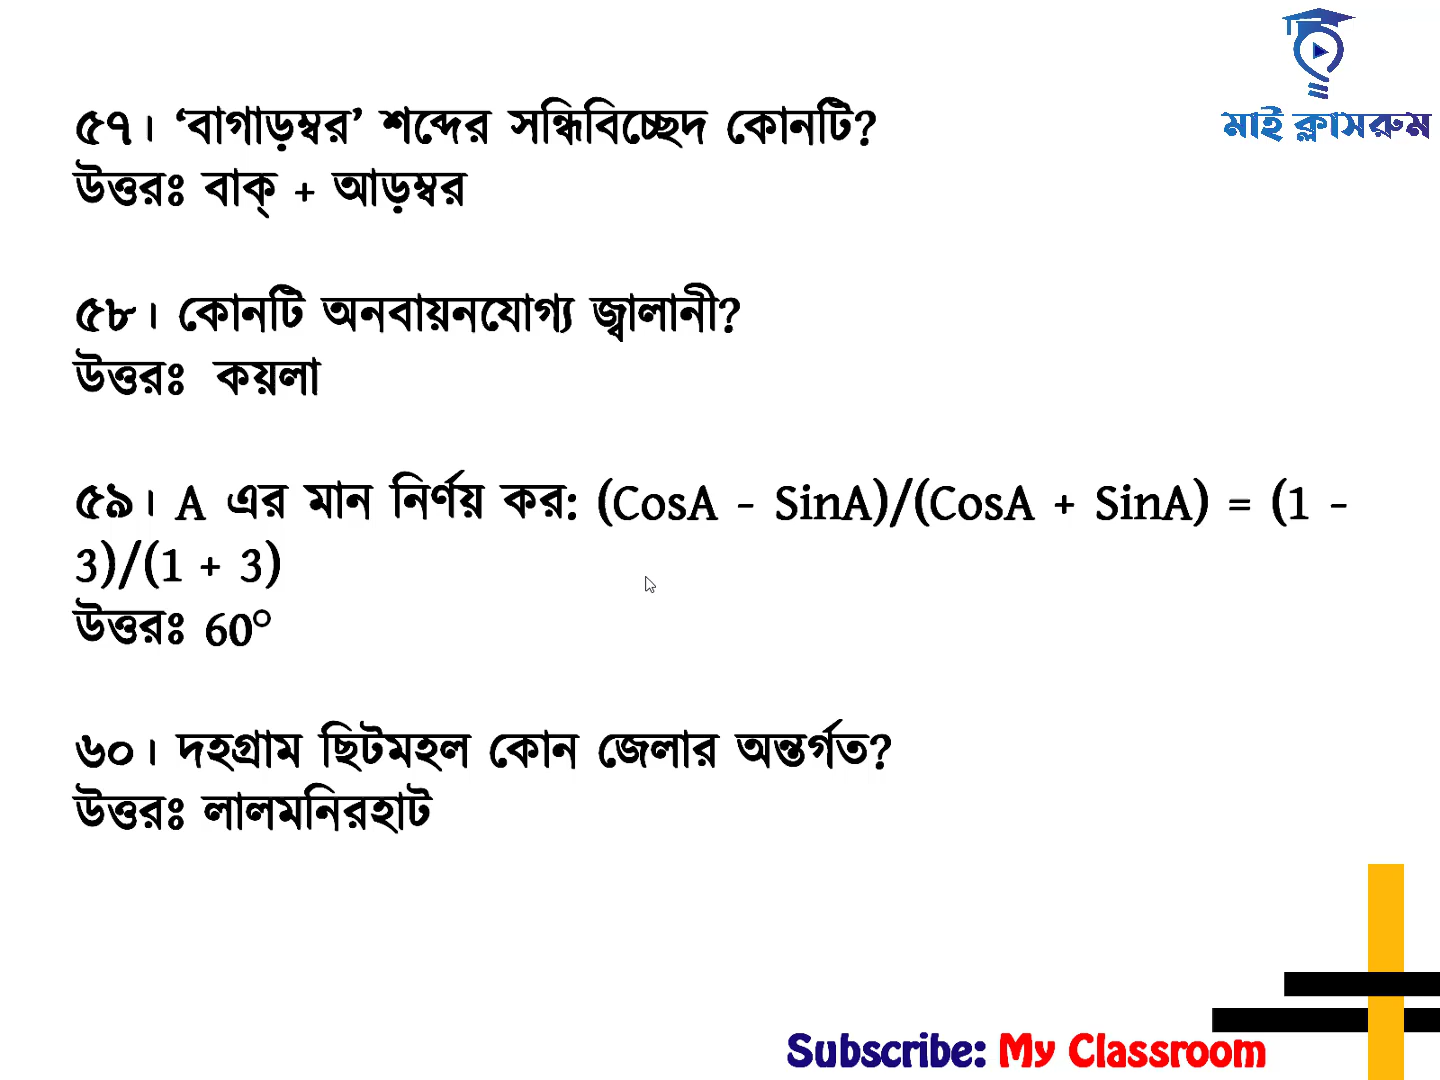 মাই ক্লাসরুম
৫৭। ‘বাগাড়ম্বর’ শব্দের সন্ধিবিচ্ছেদ কোনটি?
উত্তরঃ বাক্ + আড়ম্বর
৫৮। কোনটি অনবায়নযোগ্য জ্বালানী?
উত্তরঃ কয়লা
৫৯। A এর মান নির্ণয় কর: (CosA - SinA)/(CosA + SinA) = (1 -
3)/(1 + 3)
উত্তরঃ 60°
৬০। দহগ্রাম ছিটমহল কোন জেলার অন্তর্গত?
উত্তরঃ লালমনিরহাট
Subscribe: My Classroom